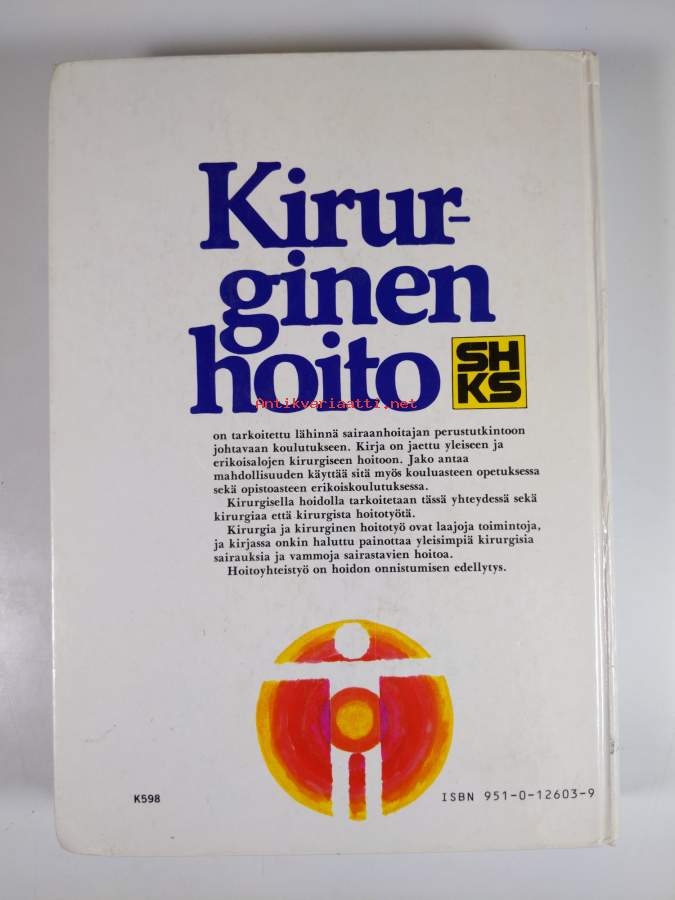 Kirur-
ginen
hoito
SH
KS
Antikvariaatti.net
on tarkoitettu lähinnä sairaanhoitajan perustutkintoon
johtavaan koulutukseen. Kirja on jaettu yleiseen ja
erikoisalojen kirurgiseen hoitoon. Jako antaa
mahdollisuuden käyttää sitä myös kouluasteen opetuksessa
sekä opistoasteen erikoiskoulutuksessa.
Kirurgisella hoidolla tarkoitetaan tässä yhteydessä sekä
kirurgiaa että kirurgista hoitotyötä.
Kirurgia ja kirurginen hoitotyö ovat laajoja toimintoja,
ja kirjassa onkin haluttu painottaa yleisimpiä kirurgisia
sairauksia ja vammoja sairastavien hoitoa.
Hoitoyhteistyö on hoidon onnistumisen edellytys.
K598
ISBN 951-0-12603-9